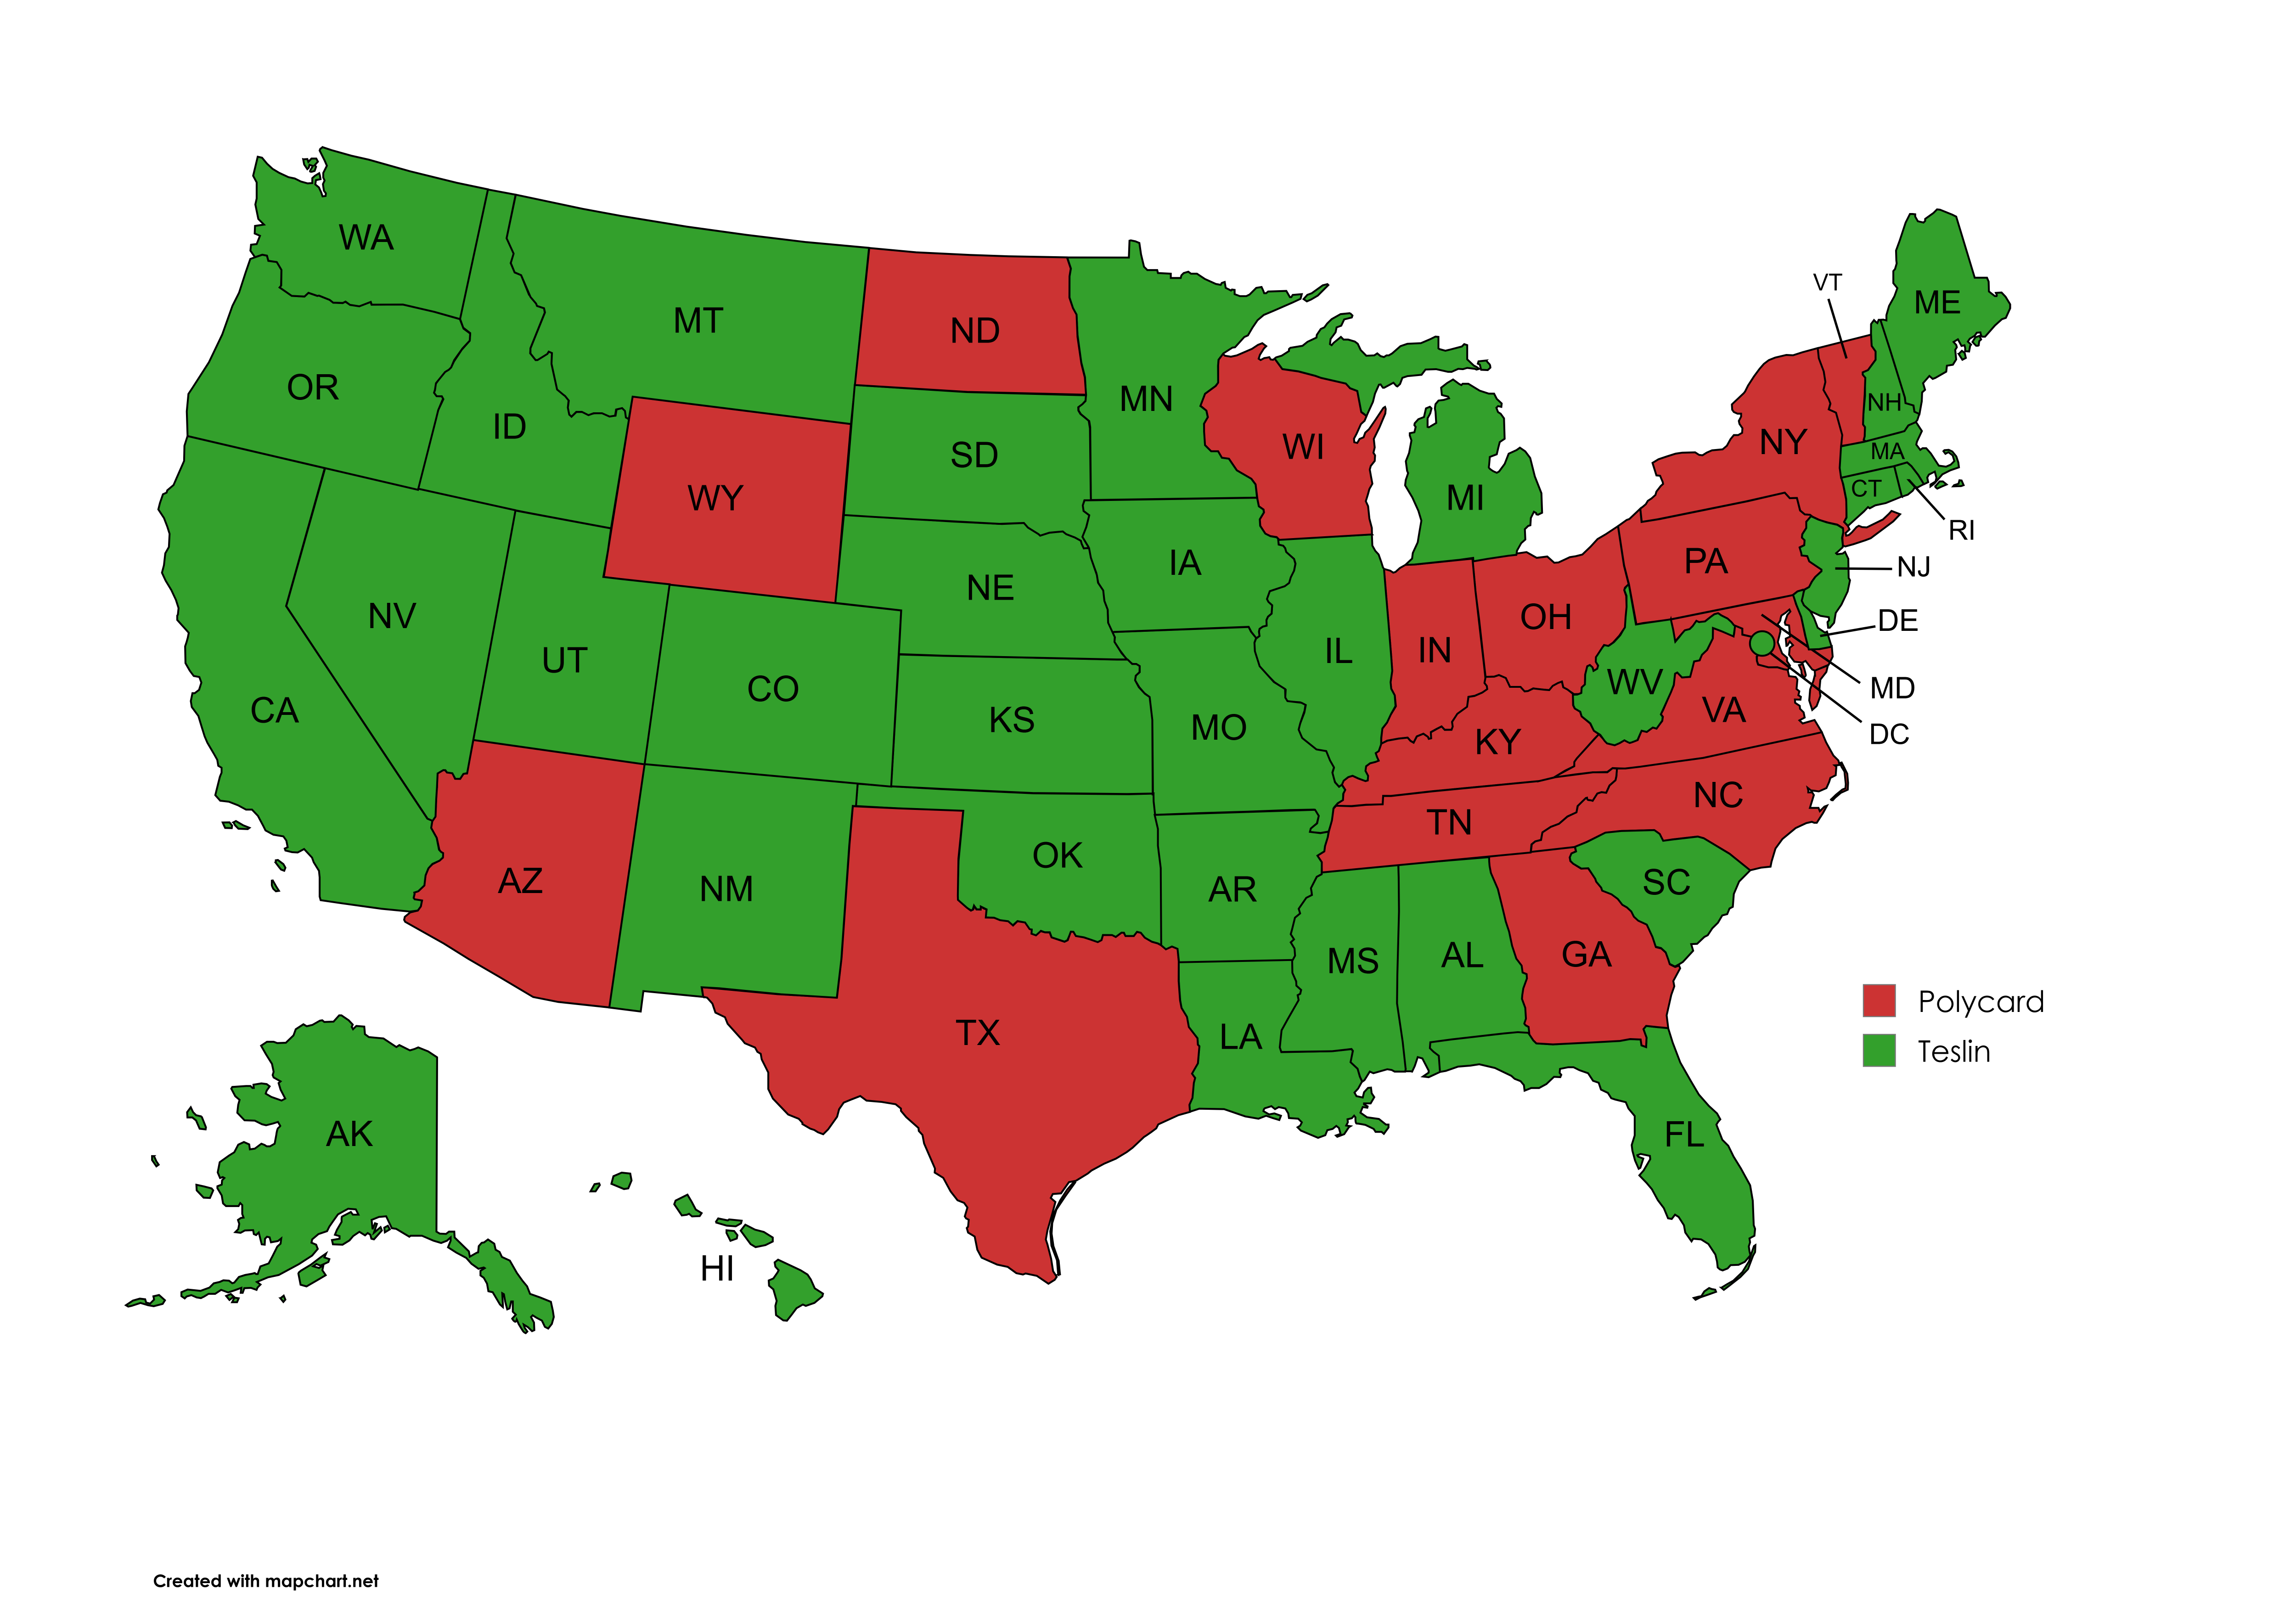 WA
MT
ND
VT
ME
OR
ID
MN
NH
SD
WI
NY
MA
WY
MI
CT
RI
IA
PA
NJ
NE
NV
OH
DE
UT
IN
IL
WV
MD
CO
KS
CA
MO
VA
DC
KY
NC
TN
OK
AZ
NM
AR
SC
MS
AL
GA
Polycard
TX
LA
Teslin
AK
FL
HI
Created with mapchart.net